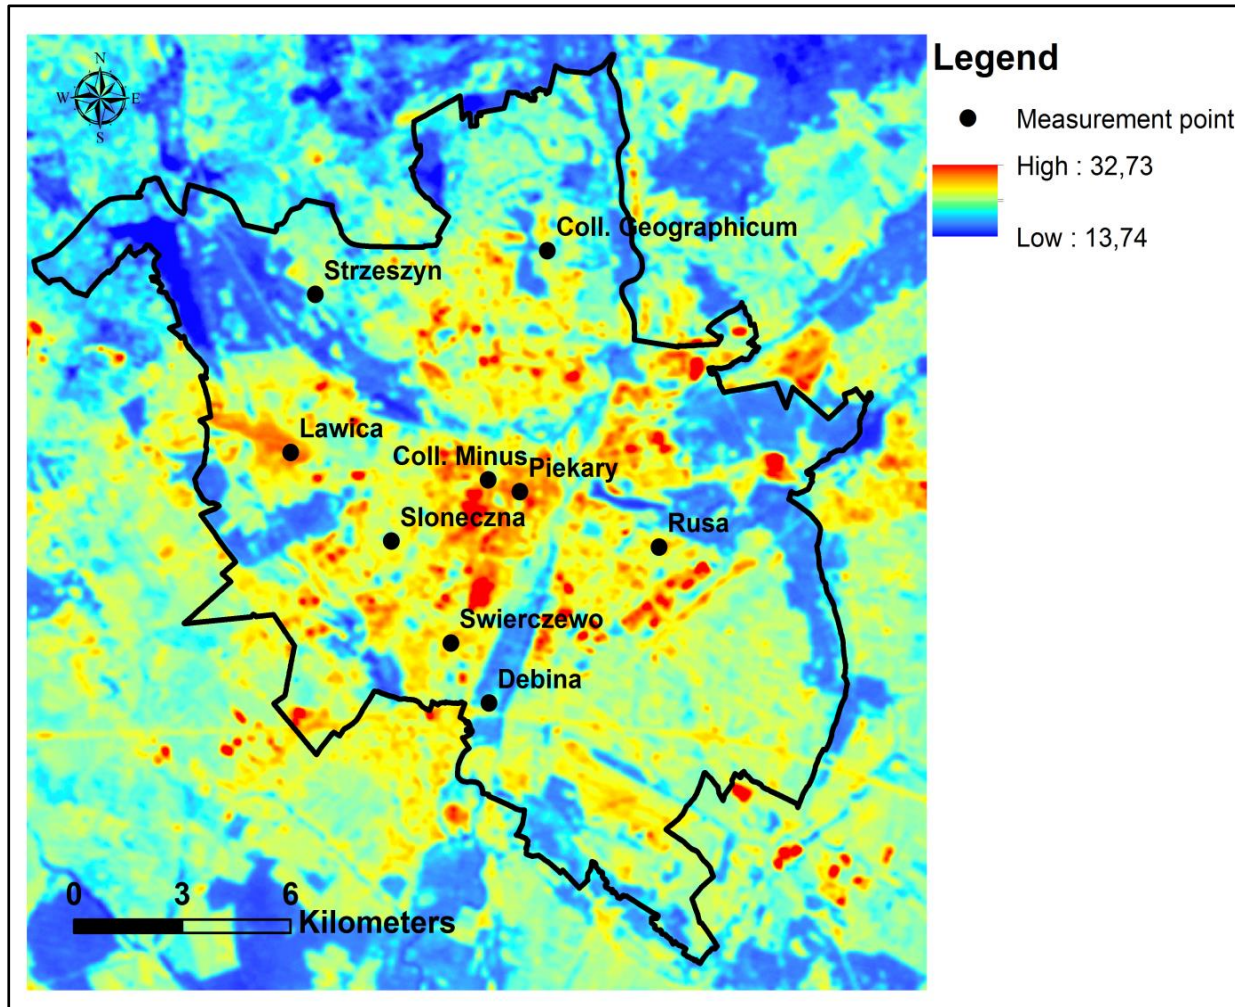 N
W E
S
Legend
Measurement point
High : 32,73
Low : 13,74
Coll. Geographicum
Strzeszyn
Lawica
Coll. Minus
Piekary
Sloneczna
Rusa
Swierczewo
Debina
0 3 6
Kilometers